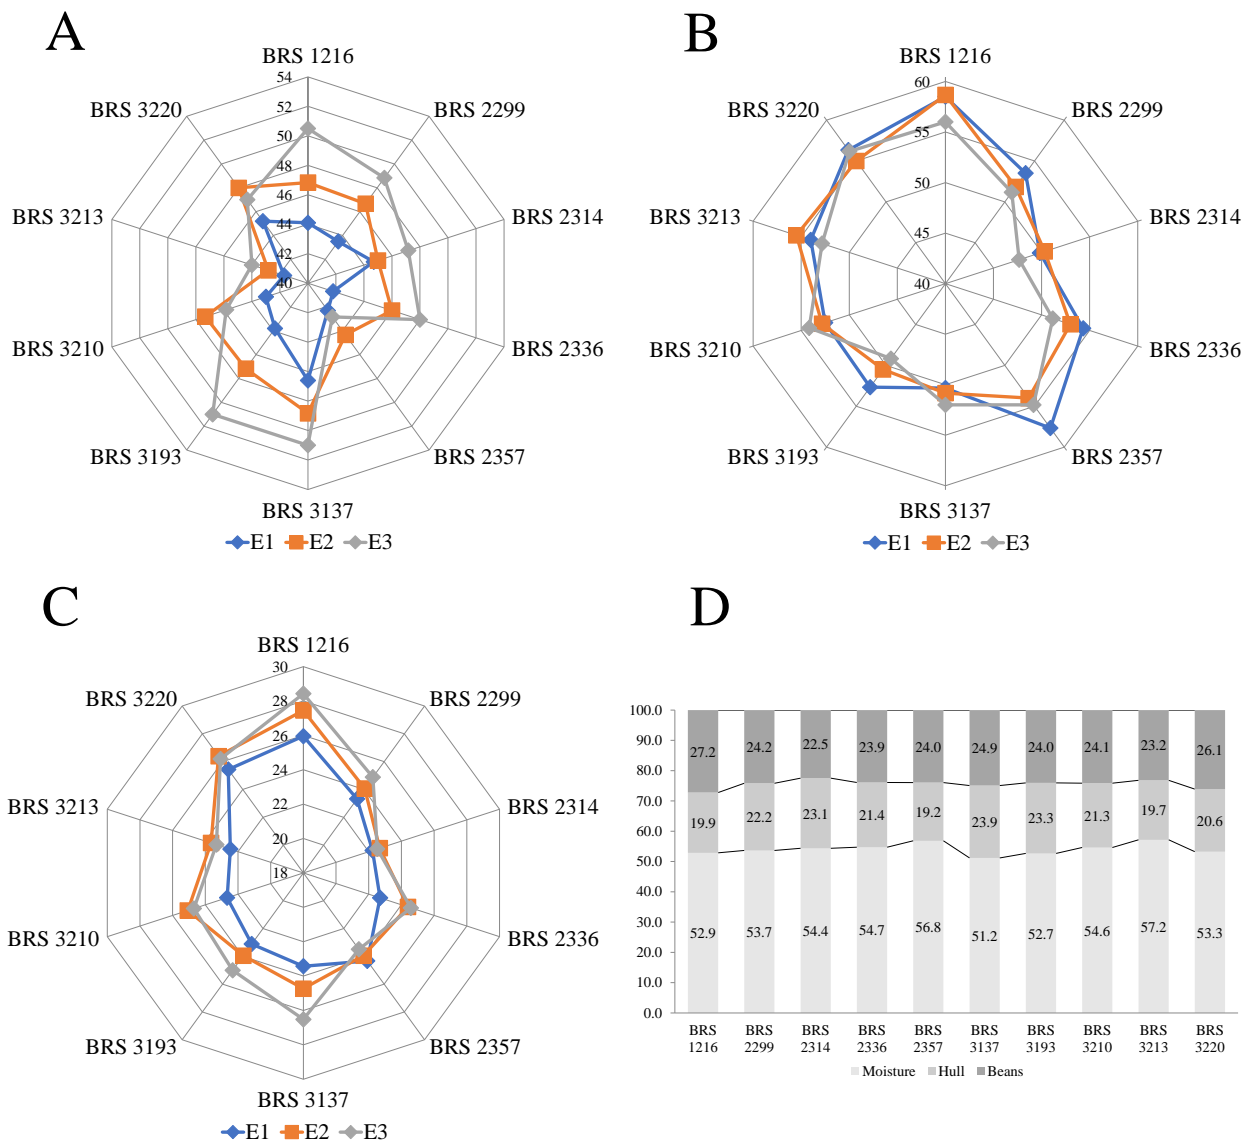 A
BRS 1216
BRS 2299
BRS 2314
BRS 2336
BRS 2357
BRS 3137
BRS 3193
BRS 3210
BRS 3213
BRS 3220
54
52
50
48
46
44
42
40
E1 E2 E3
B
BRS 1216
BRS 2299
BRS 2314
BRS 2336
BRS 2357
BRS 3137
BRS 3193
BRS 3210
BRS 3213
BRS 3220
60
55
50
45
40
E1 E2 E3
C
BRS 1216
BRS 2299
BRS 2314
BRS 2336
BRS 2357
BRS 3137
BRS 3193
BRS 3210
BRS 3213
BRS 3220
30
28
26
24
22
20
18
E1 E2 E3
D
100.0
90.0
80.0
70.0
60.0
50.0
40.0
30.0
20.0
10.0
0.0
27.2 24.2 22.5 23.9 24.0 24.9 24.0 24.1 23.2 26.1
19.9 22.2 23.1 21.4 19.2 23.9 23.3 21.3 19.7 20.6
52.9 53.7 54.4 54.7 56.8 51.2 52.7 54.6 57.2 53.3
BRS BRS BRS BRS BRS BRS BRS BRS BRS BRS
1216 2299 2314 2336 2357 3137 3193 3210 3213 3220
Moisture Hull Beans